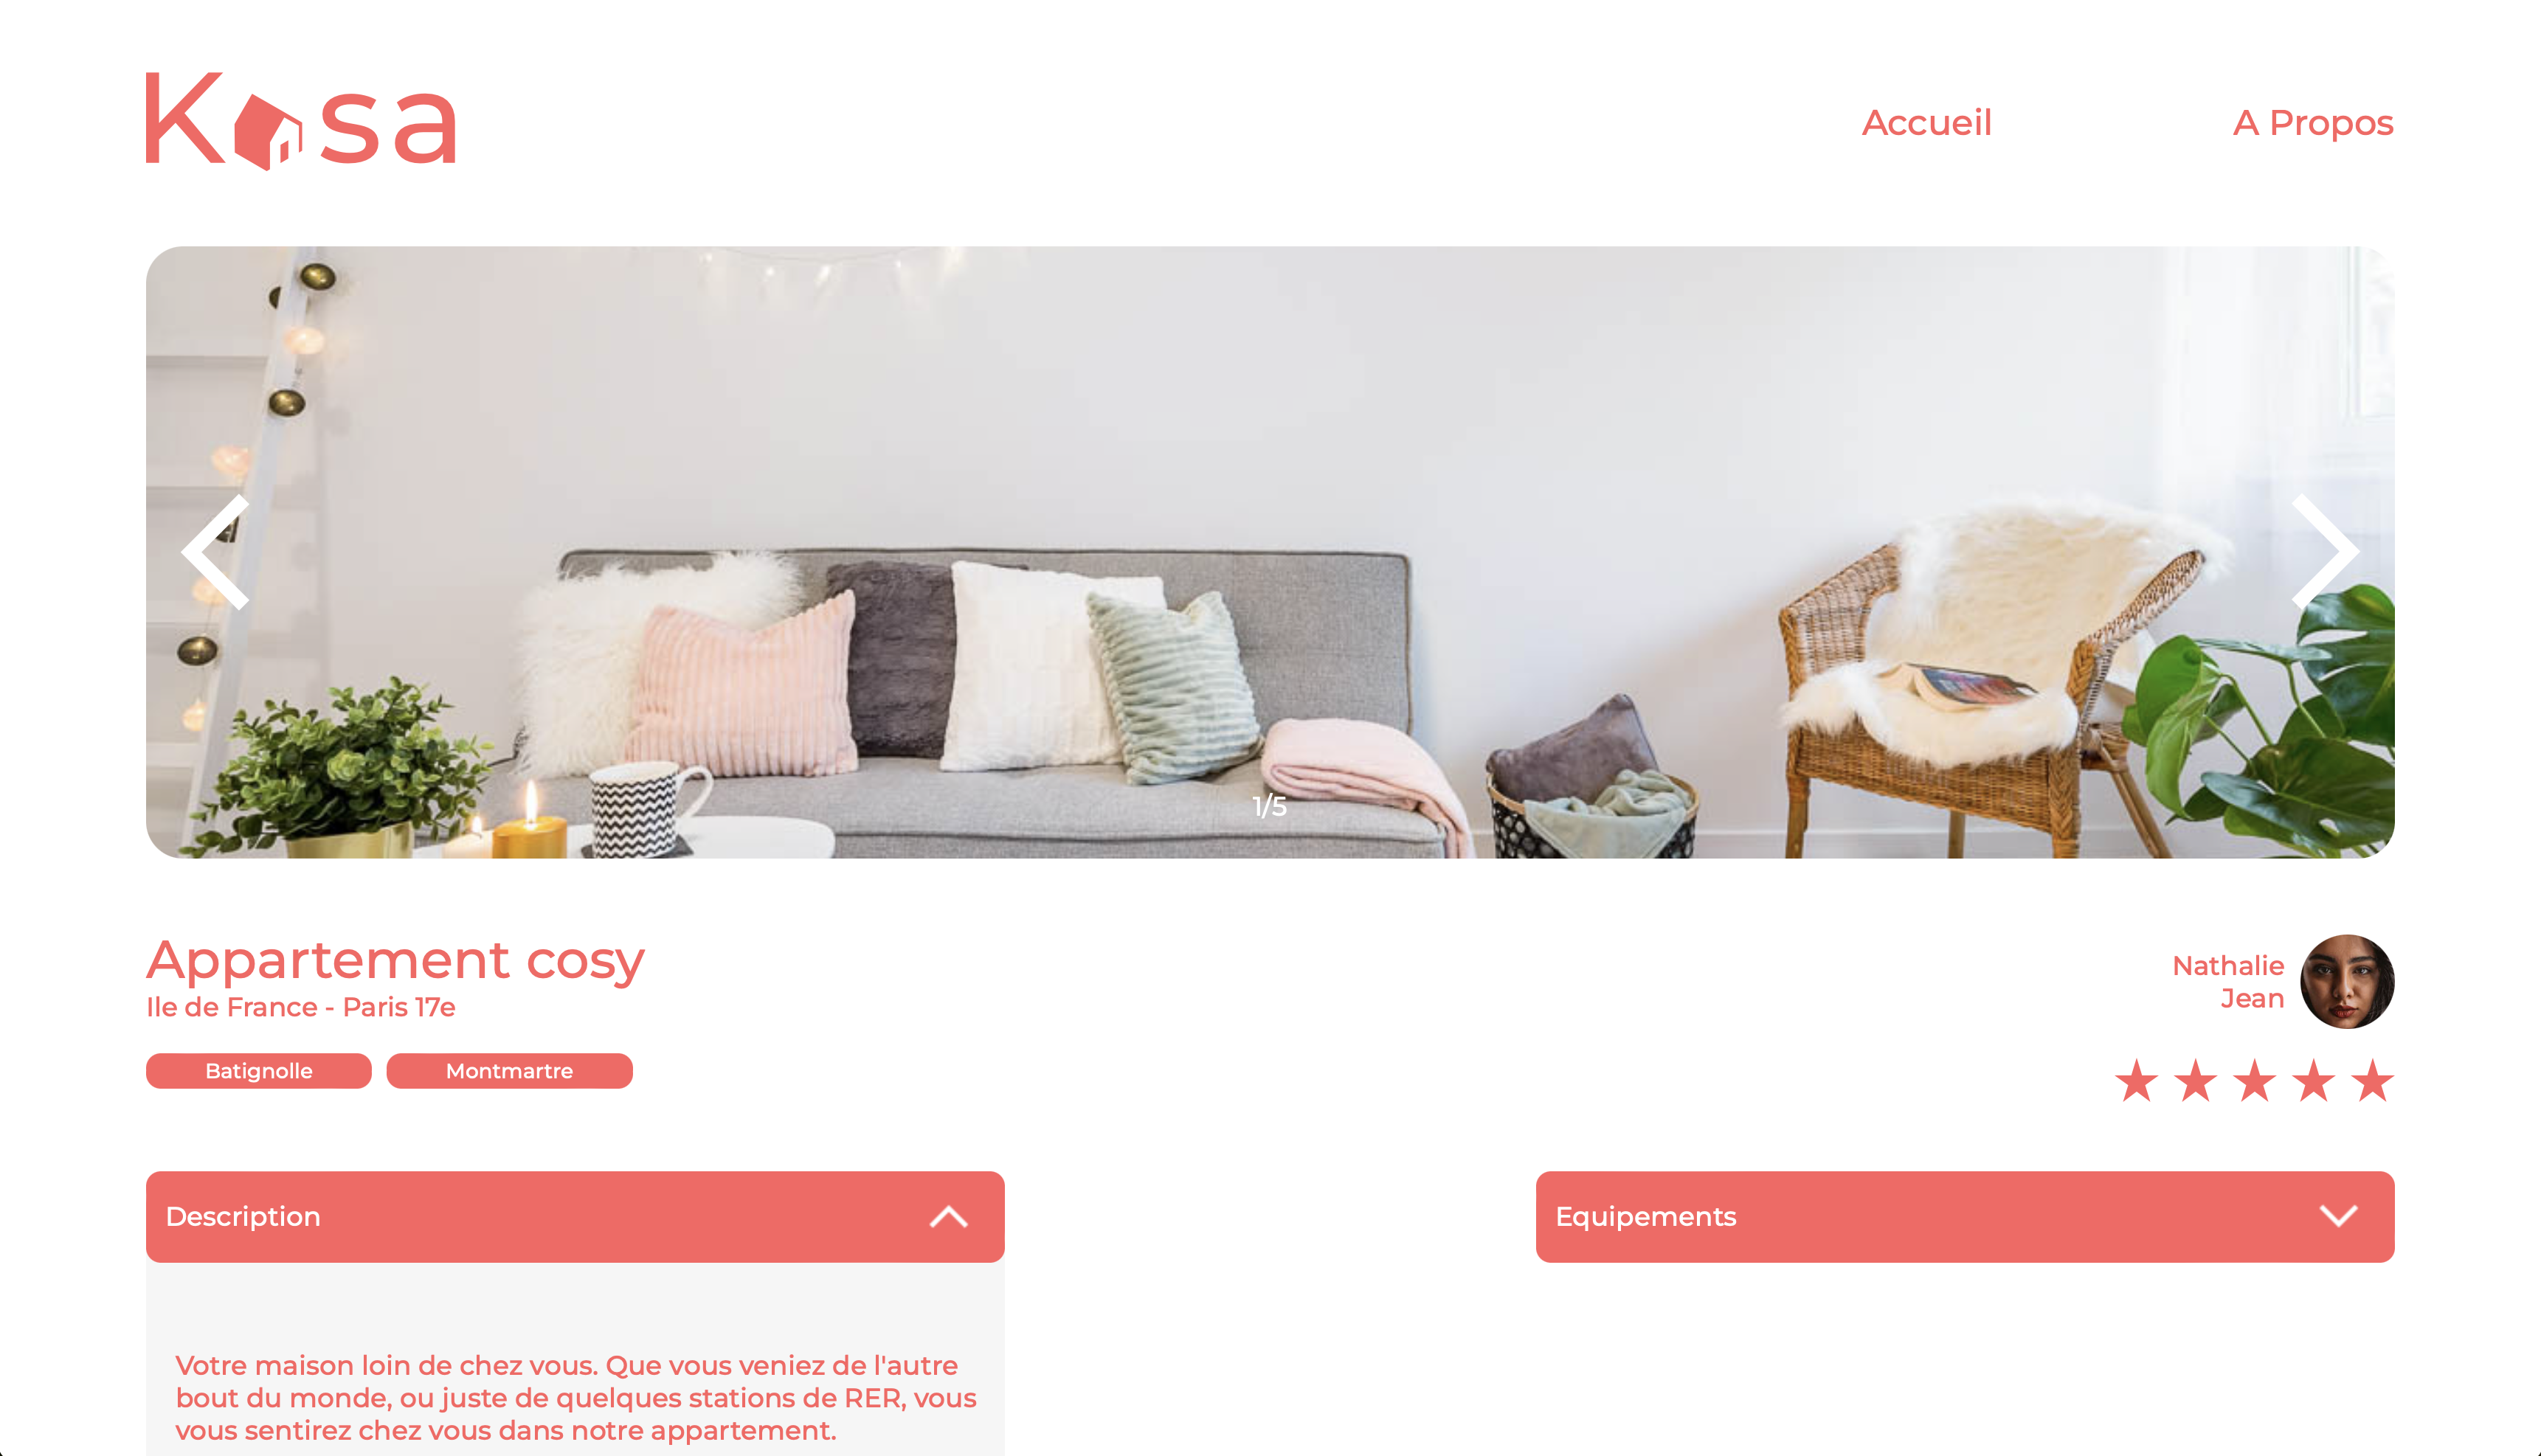 Kasa
Accueil
A Propos
1/5
Appartement cosy
Ile de France - Paris 17e
Batignolle
Montmartre
Nathalie
Jean
Description
Votre maison loin de chez vous. Que vous veniez de l'autre
bout du monde, ou juste de quelques stations de RER, vous
vous sentirez chez vous dans notre appartement.
Equipements